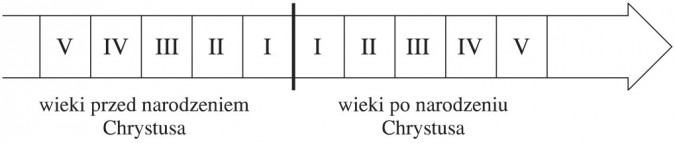 V IV III II I I II III IV V
wieki przed narodzeniem
Chrystusa
wieki po narodzeniu
Chrystusa